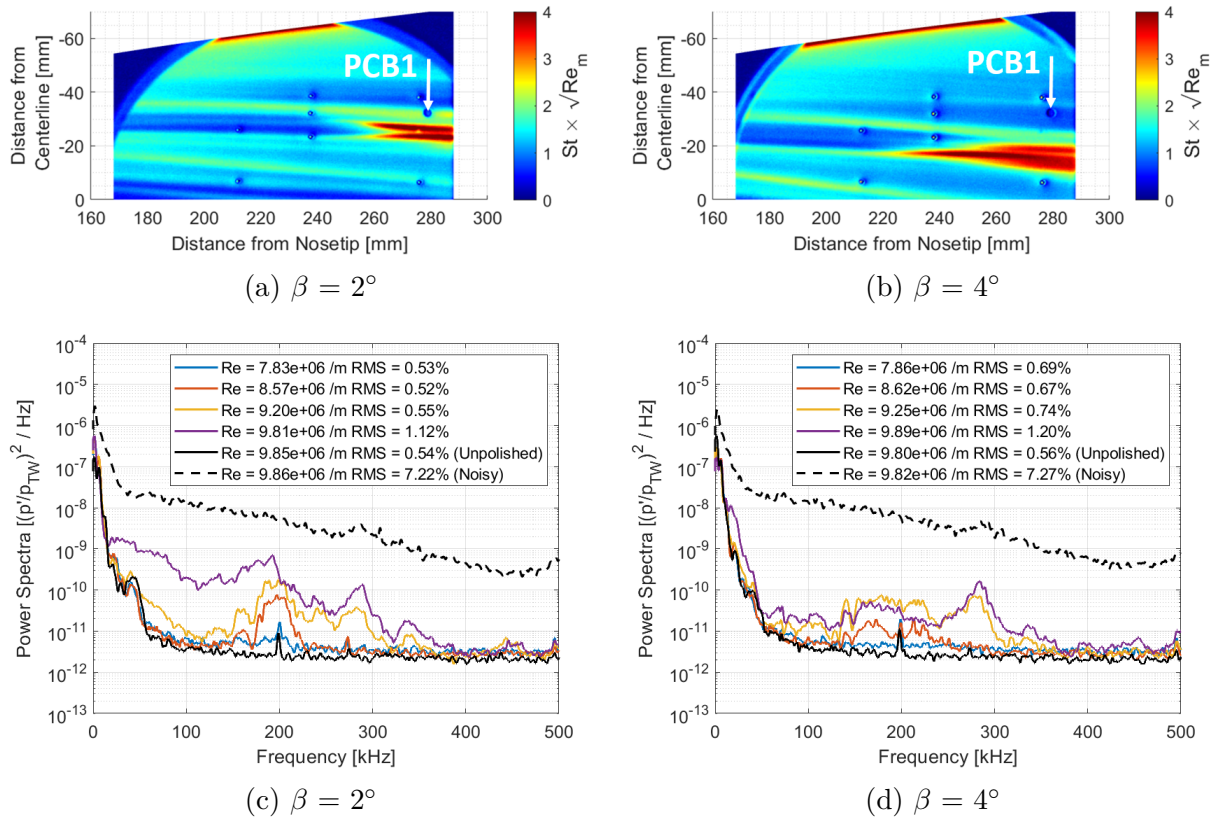 Distance from
Centerline [mm]
-60
-40
-20
0
PCB1
160 180 200 220 240 260 280 300
Distance from Nosetip [mm]
4
3
2
1
0
St × √Re_m
(a) β = 2°
Distance from
Centerline [mm]
-60
-40
-20
0
PCB1
160 180 200 220 240 260 280 300
Distance from Nosetip [mm]
4
3
2
1
0
St × √Re_m
(b) β = 4°
Power Spectra [(p'/p_TW)² / Hz]
10⁻⁴
10⁻⁵
10⁻⁶
10⁻⁷
10⁻⁸
10⁻⁹
10⁻¹⁰
10⁻¹¹
10⁻¹²
10⁻¹³
Re = 7.83e+06 /m RMS = 0.53%
Re = 8.57e+06 /m RMS = 0.52%
Re = 9.20e+06 /m RMS = 0.55%
Re = 9.81e+06 /m RMS = 1.12%
Re = 9.85e+06 /m RMS = 0.54% (Unpolished)
Re = 9.86e+06 /m RMS = 7.22% (Noisy)
0 100 200 300 400 500
Frequency [kHz]
(c) β = 2°
Power Spectra [(p'/p_TW)² / Hz]
10⁻⁴
10⁻⁵
10⁻⁶
10⁻⁷
10⁻⁸
10⁻⁹
10⁻¹⁰
10⁻¹¹
10⁻¹²
10⁻¹³
Re = 7.86e+06 /m RMS = 0.69%
Re = 8.62e+06 /m RMS = 0.67%
Re = 9.25e+06 /m RMS = 0.74%
Re = 9.89e+06 /m RMS = 1.20%
Re = 9.80e+06 /m RMS = 0.56% (Unpolished)
Re = 9.82e+06 /m RMS = 7.27% (Noisy)
0 100 200 300 400 500
Frequency [kHz]
(d) β = 4°